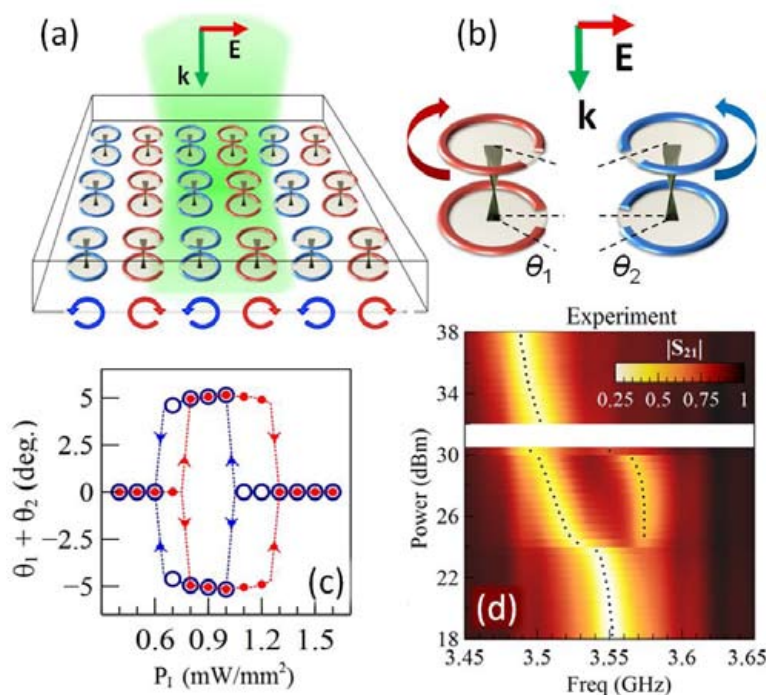 (a)
E
k
(b)
E
k
θ1
θ2
(c)
5
2.5
0
−2.5
−5
θ1 + θ2 (deg.)
0.6 0.9 1.2 1.5
PI (mW/mm²)
Experiment
|S21|
0.25 0.5 0.75 1
38
34
30
26
22
18
Power (dBm)
(d)
3.45 3.5 3.55 3.6 3.65
Freq (GHz)